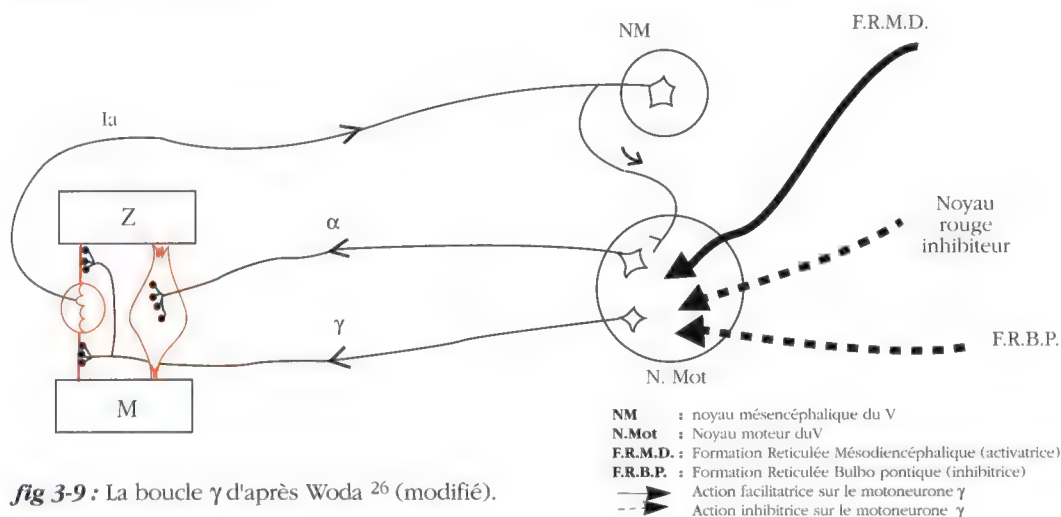 NM
F.R.M.D.
Ia
Z
α
Noyau
rouge
inhibiteur
γ
F.R.B.P.
M
N. Mot
NM : noyau mésencéphalique du V
N.Mot : Noyau moteur duV
F.R.M.D. : Formation Reticulée Mésodiencéphalique (activatrice)
F.R.B.P. : Formation Reticulée Bulbo pontique (inhibitrice)
Action facilitatrice sur le motoneurone γ
Action inhibitrice sur le motoneurone γ
fig 3-9 : La boucle γ d'après Woda 26 (modifié).